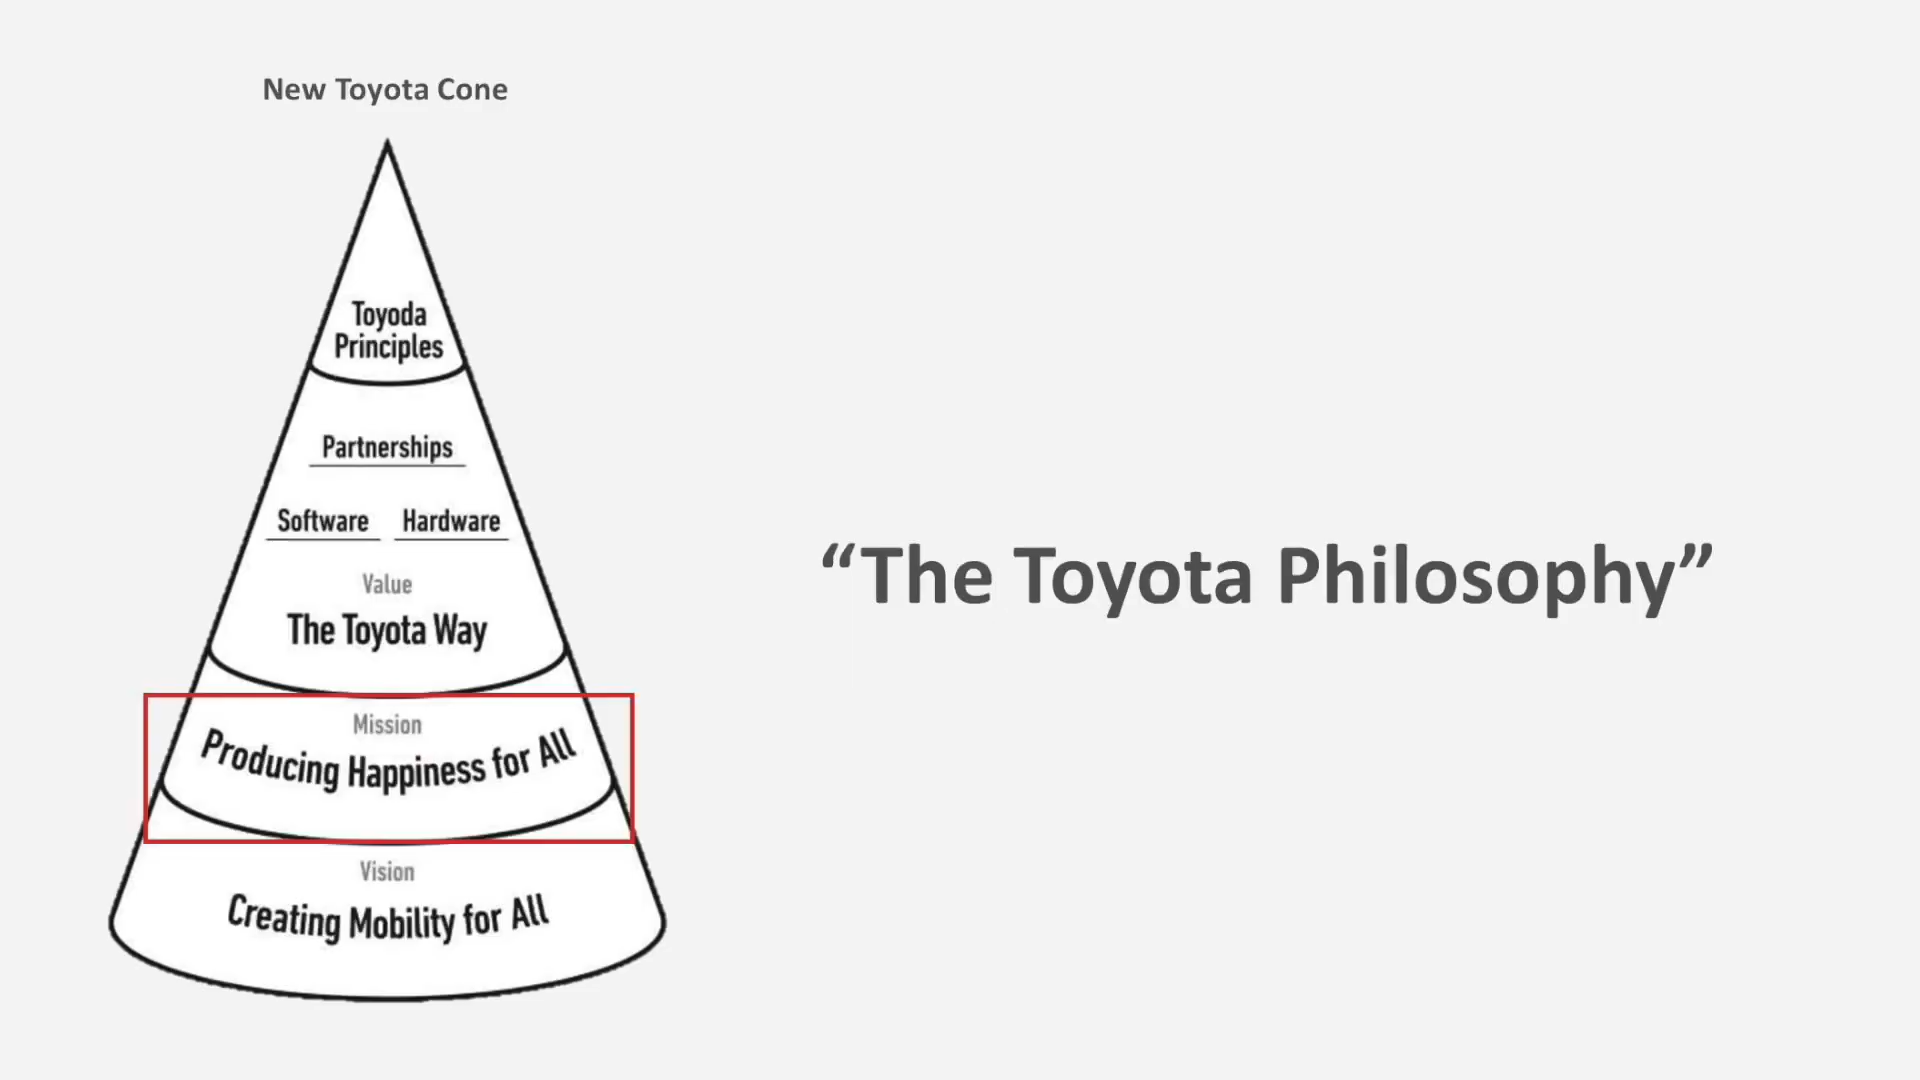 New Toyota Cone
Toyoda
Principles
Partnerships
Software Hardware
Value
The Toyota Way
Mission
Producing Happiness for All
Vision
Creating Mobility for All
“The Toyota Philosophy”